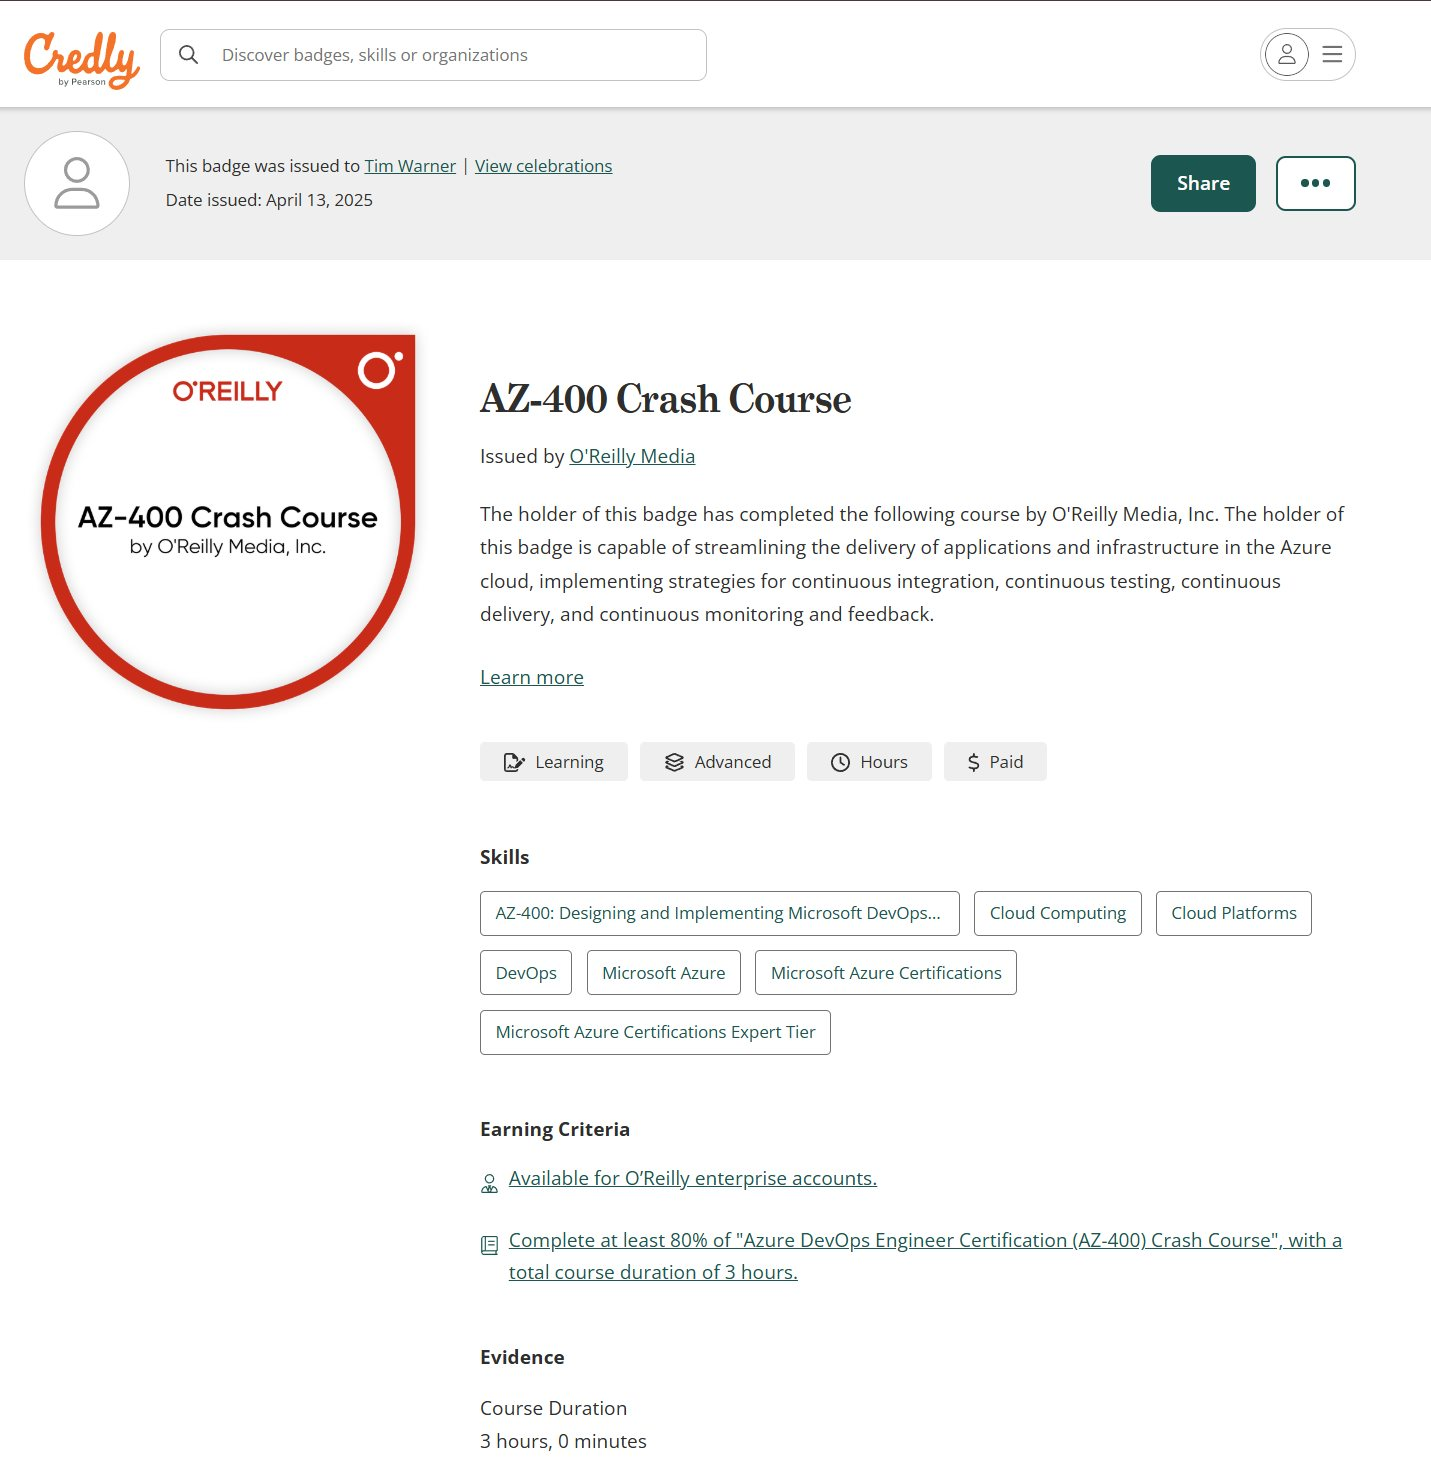 Credly
by Pearson
Discover badges, skills or organizations
This badge was issued to Tim Warner | View celebrations
Date issued: April 13, 2025
Share
O'REILLY
AZ-400 Crash Course
by O'Reilly Media, Inc.
AZ-400 Crash Course
Issued by O'Reilly Media
The holder of this badge has completed the following course by O'Reilly Media, Inc. The holder of
this badge is capable of streamlining the delivery of applications and infrastructure in the Azure
cloud, implementing strategies for continuous integration, continuous testing, continuous
delivery, and continuous monitoring and feedback.
Learn more
Learning
Advanced
Hours
$ Paid
Skills
AZ-400: Designing and Implementing Microsoft DevOps...
Cloud Computing
Cloud Platforms
DevOps
Microsoft Azure
Microsoft Azure Certifications
Microsoft Azure Certifications Expert Tier
Earning Criteria
Available for O’Reilly enterprise accounts.
Complete at least 80% of "Azure DevOps Engineer Certification (AZ-400) Crash Course", with a
total course duration of 3 hours.
Evidence
Course Duration
3 hours, 0 minutes